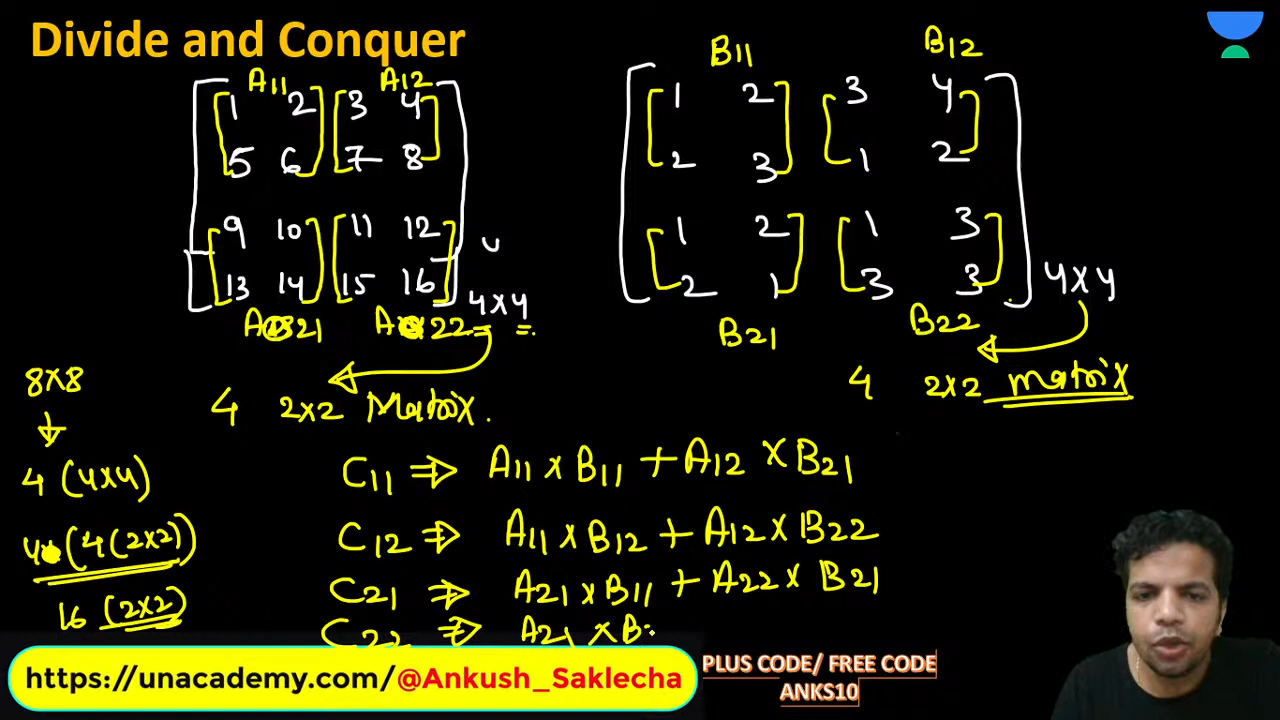 Divide and Conquer
A11 A12
1 2 3 4
5 6 7 8
9 10 11 12
13 14 15 16
4x4
A21 A22 =
4 2x2 Matrix.
B11 B12
1 2 3 4
2 3 1 2
1 2 1 3
2 1 3 3
4x4
B21 B22
4 2x2 matrix
8x8
4 (4x4)
4 (4(2x2))
16 (2x2)
C11 ⇒ A11 x B11 + A12 x B21
C12 ⇒ A11 x B12 + A12 x B22
C21 ⇒ A21 x B11 + A22 x B21
C22 ⇒ A21 x B
https://unacademy.com/@Ankush_Saklecha
PLUS CODE/ FREE CODE
ANKS10